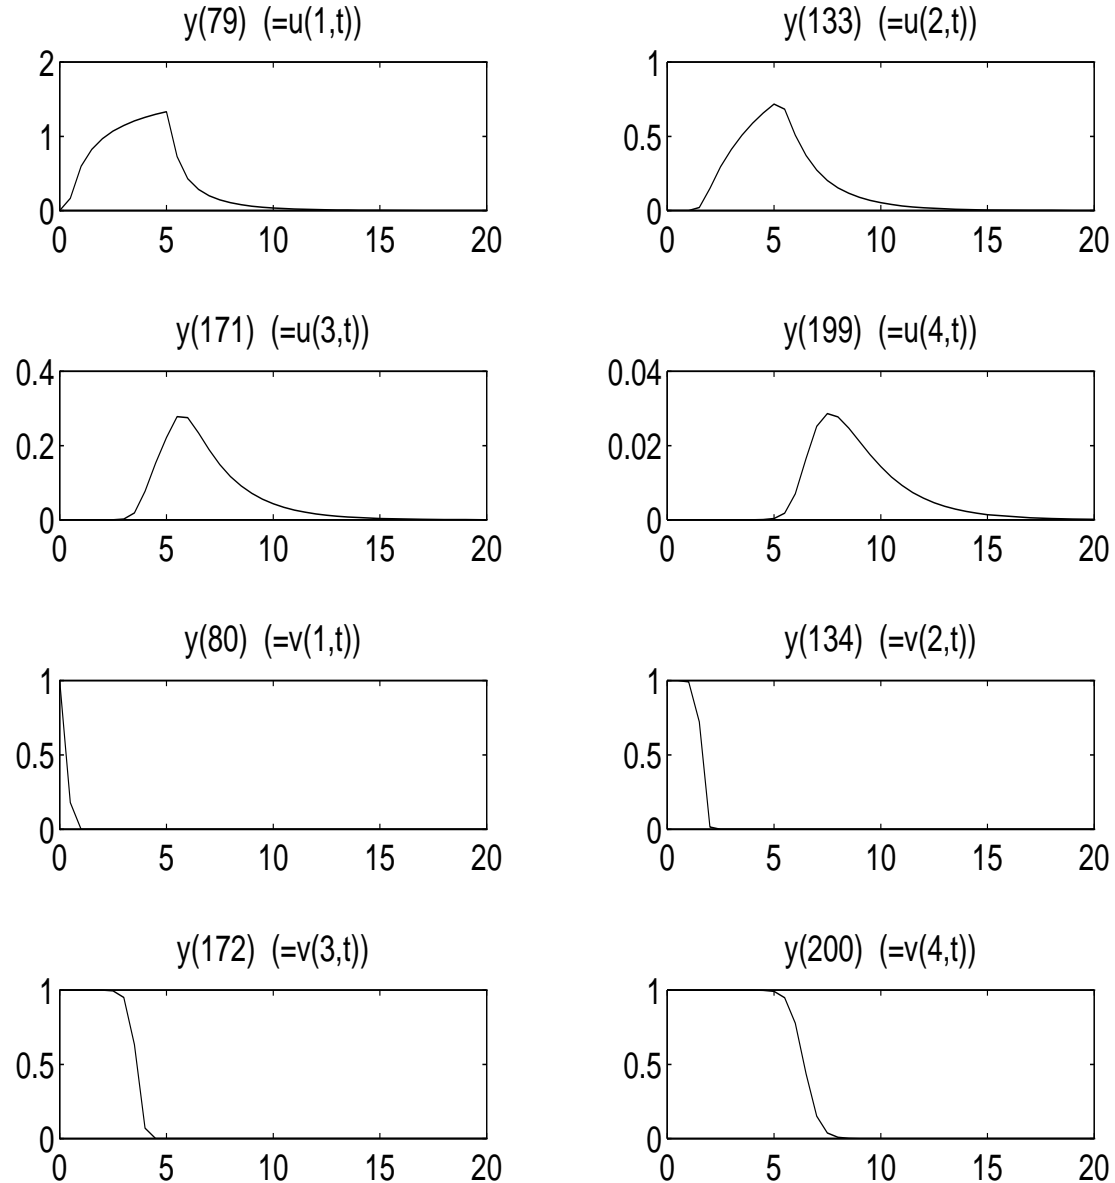 y(79) (=u(1,t))
2
1
0
0 5 10 15 20
y(133) (=u(2,t))
1
0.5
0
0 5 10 15 20
y(171) (=u(3,t))
0.4
0.2
0
0 5 10 15 20
y(199) (=u(4,t))
0.04
0.02
0
0 5 10 15 20
y(80) (=v(1,t))
1
0.5
0
0 5 10 15 20
y(134) (=v(2,t))
1
0.5
0
0 5 10 15 20
y(172) (=v(3,t))
1
0.5
0
0 5 10 15 20
y(200) (=v(4,t))
1
0.5
0
0 5 10 15 20